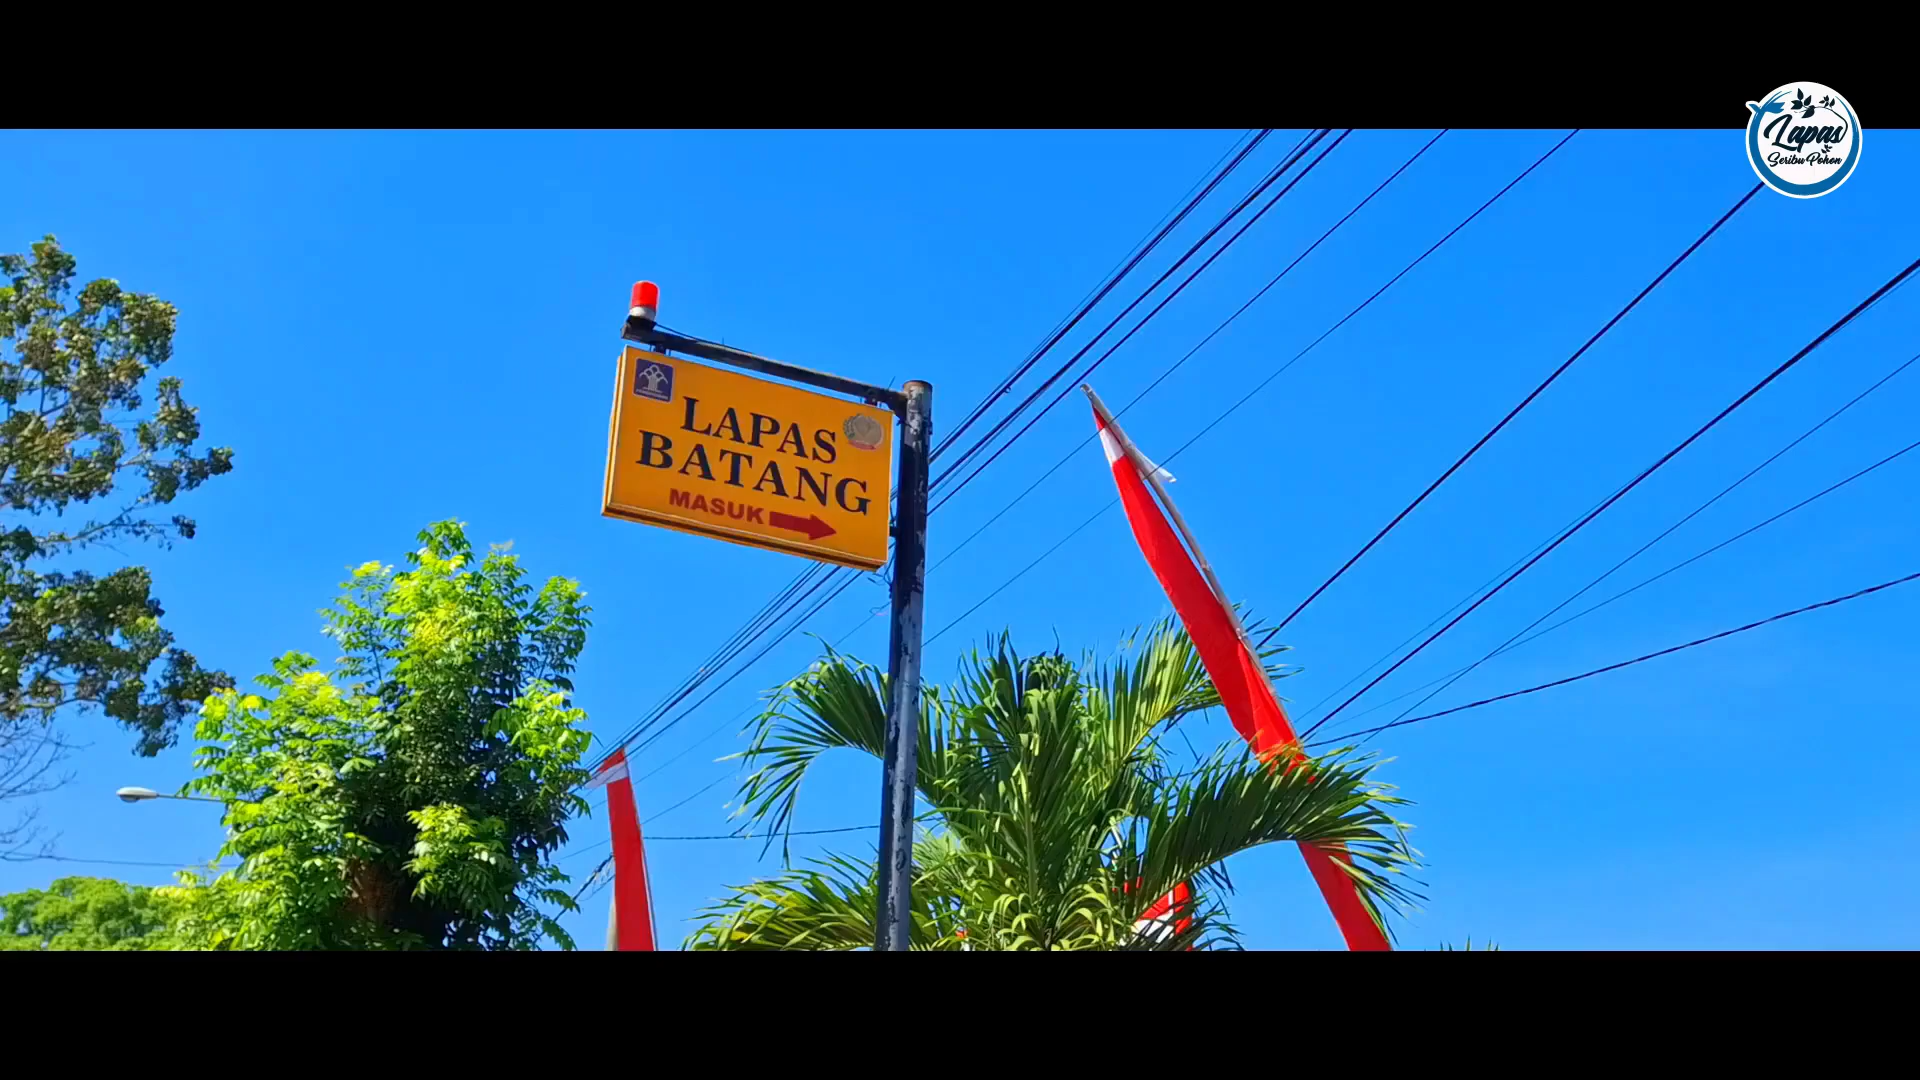 Lapas
Seribu Pohon
LAPAS
BATANG
MASUK